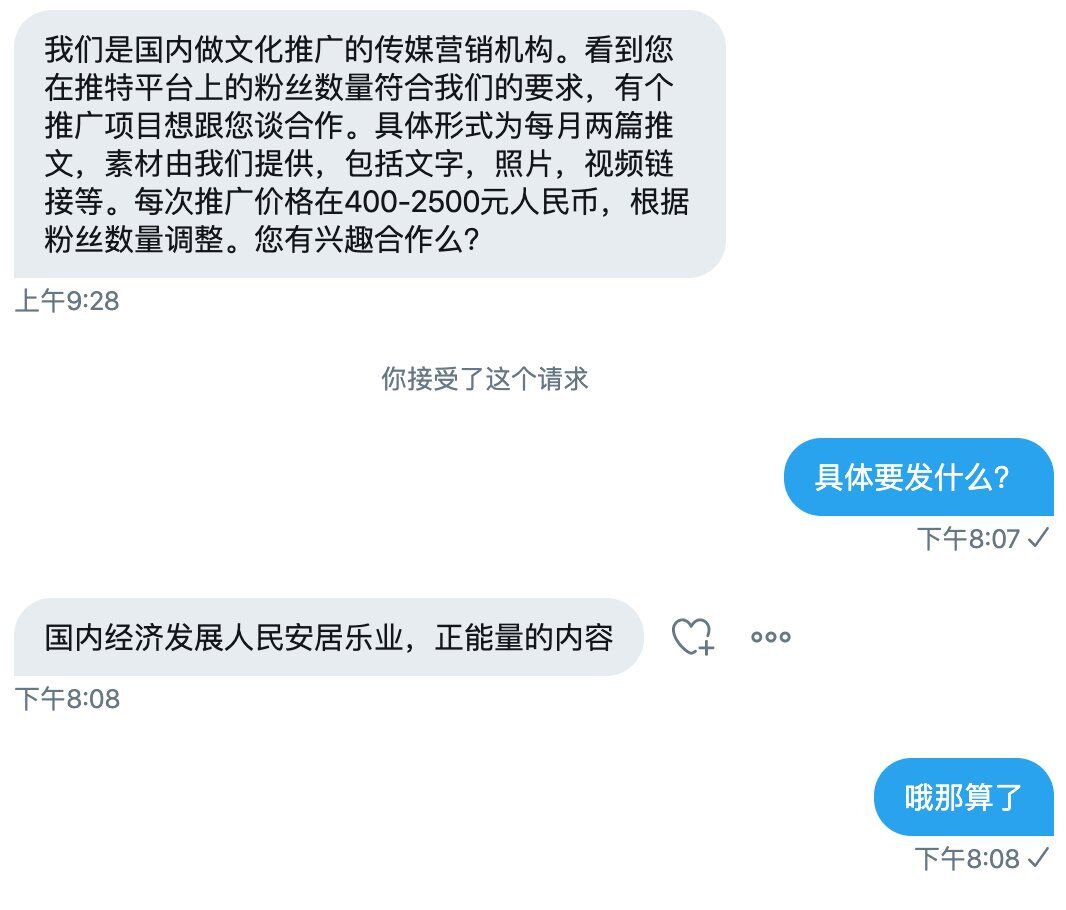 我们是国内做文化推广的传媒营销机构。看到您
在推特平台上的粉丝数量符合我们的要求，有个
推广项目想跟您谈合作。具体形式为每月两篇推
文，素材由我们提供，包括文字，照片，视频链
接等。每次推广价格在400-2500元人民币，根据
粉丝数量调整。您有兴趣合作么?
上午9:28
你接受了这个请求
具体要发什么?
下午8:07
国内经济发展人民安居乐业，正能量的内容
下午8:08
哦那算了
下午8:08